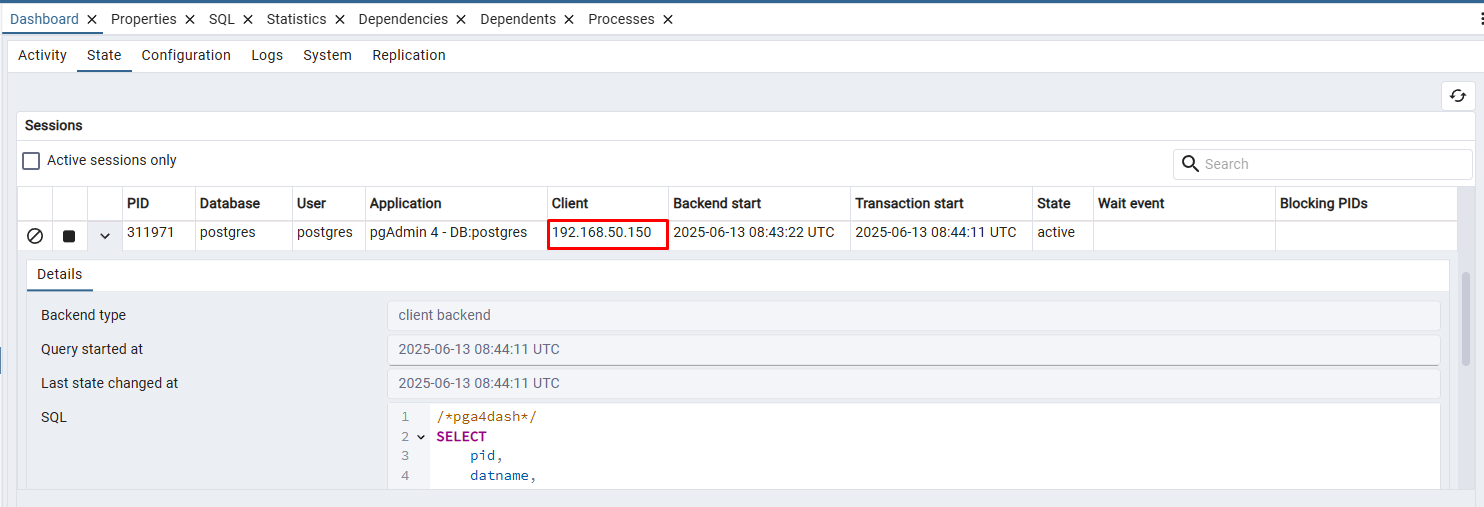 Dashboard Properties SQL Statistics Dependencies Dependents Processes
Activity State Configuration Logs System Replication
Sessions
Active sessions only
Search
PID Database User Application Client Backend start Transaction start State Wait event Blocking PIDs
311971 postgres postgres pgAdmin 4 - DB:postgres 192.168.50.150 2025-06-13 08:43:22 UTC 2025-06-13 08:44:11 UTC active
Details
Backend type client backend
Query started at 2025-06-13 08:44:11 UTC
Last state changed at 2025-06-13 08:44:11 UTC
SQL 1 /*pga4dash*/
2 SELECT
3 pid,
4 datname,